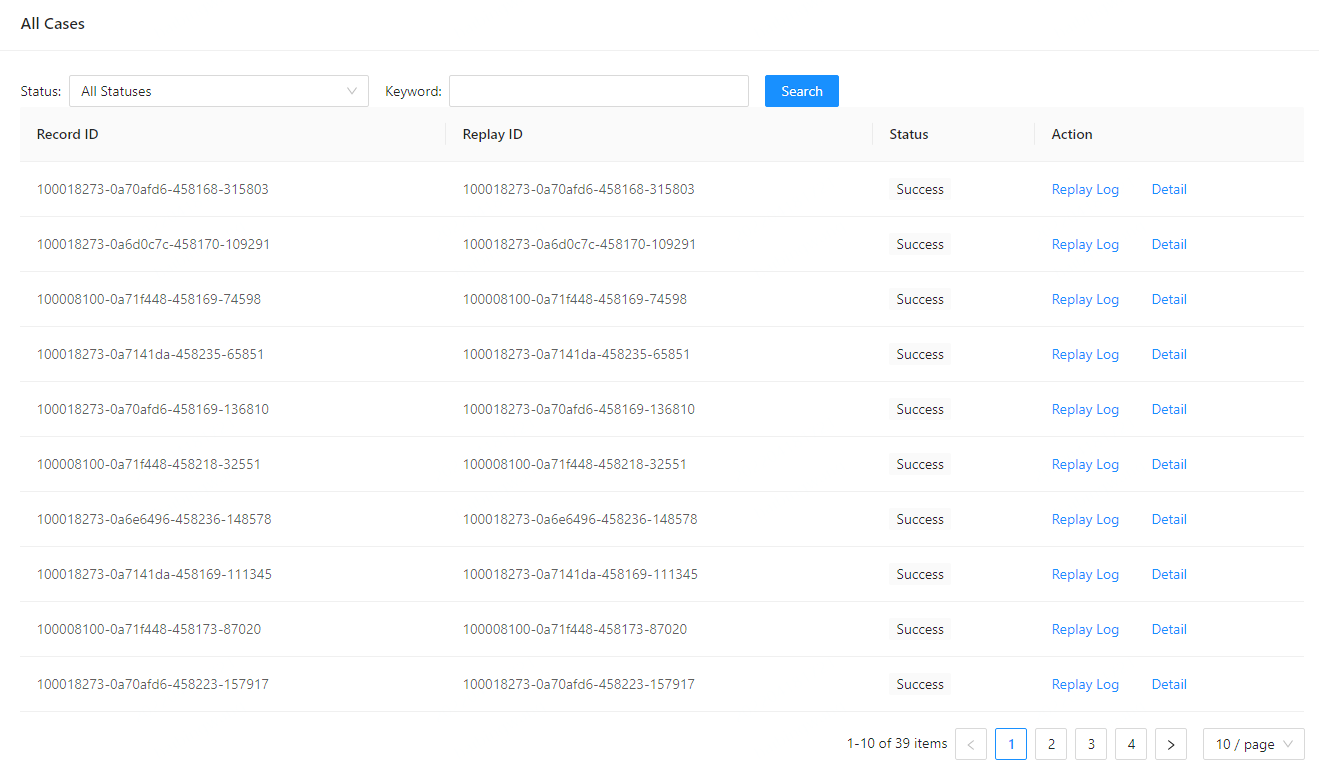 All Cases
Status: All Statuses Keyword: Search
Record ID Replay ID Status Action
100018273-0a70afd6-458168-315803 100018273-0a70afd6-458168-315803 Success Replay Log Detail
100018273-0a6d0c7c-458170-109291 100018273-0a6d0c7c-458170-109291 Success Replay Log Detail
100008100-0a71f448-458169-74598 100008100-0a71f448-458169-74598 Success Replay Log Detail
100018273-0a7141da-458235-65851 100018273-0a7141da-458235-65851 Success Replay Log Detail
100018273-0a70afd6-458169-136810 100018273-0a70afd6-458169-136810 Success Replay Log Detail
100008100-0a71f448-458218-32551 100008100-0a71f448-458218-32551 Success Replay Log Detail
100018273-0a6e6496-458236-148578 100018273-0a6e6496-458236-148578 Success Replay Log Detail
100018273-0a7141da-458169-111345 100018273-0a7141da-458169-111345 Success Replay Log Detail
100008100-0a71f448-458173-87020 100008100-0a71f448-458173-87020 Success Replay Log Detail
100018273-0a70afd6-458223-157917 100018273-0a70afd6-458223-157917 Success Replay Log Detail
1-10 of 39 items < 1 2 3 4 > 10 / page